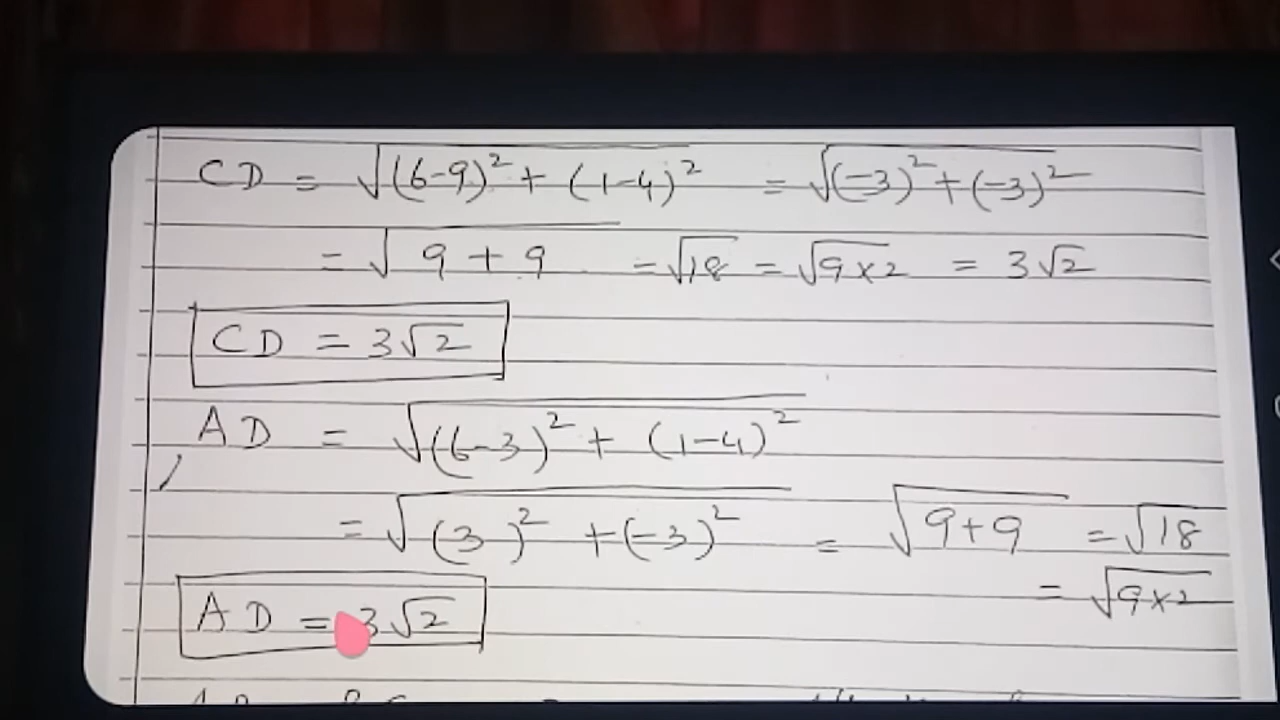 CD = √(6-9)² + (1-4)² = √(-3)² + (-3)²
= √9 + 9 = √18 = √9×2 = 3√2
CD = 3√2
AD = √(6-3)² + (1-4)²
= √(3)² + (-3)² = √9+9 = √18
= √9×2
AD = 3√2